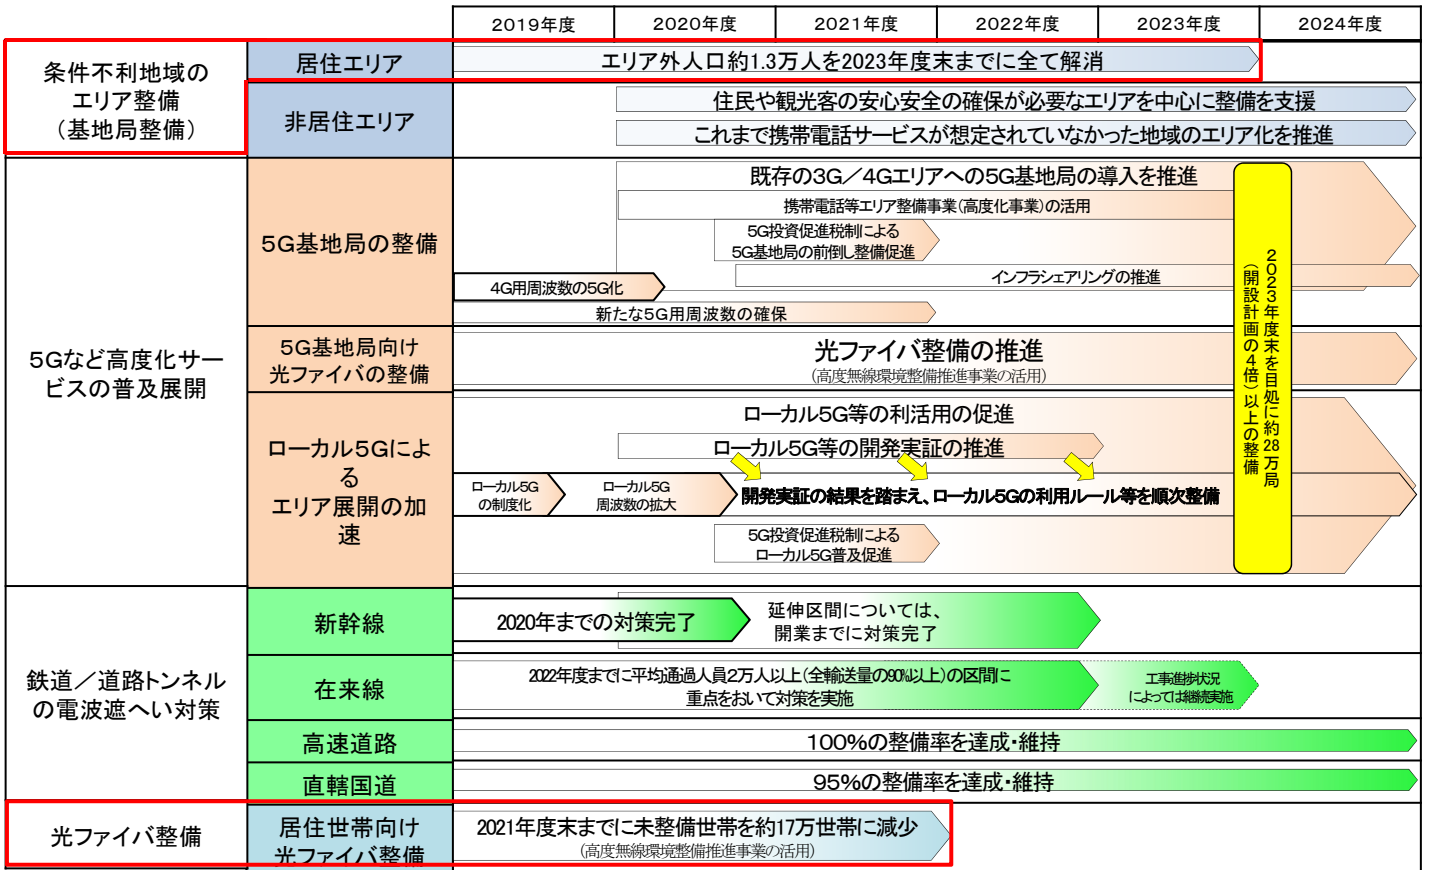 2019年度
2020年度
2021年度
2022年度
2023年度
2024年度
条件不利地域の
エリア整備
（基地局整備）
居住エリア
エリア外人口約1.3万人を2023年度末までに全て解消
非居住エリア
住民や観光客の安心安全の確保が必要なエリアを中心に整備を支援
これまで携帯電話サービスが想定されていなかった地域のエリア化を推進
5Gなど高度化サー
ビスの普及展開
5G基地局の整備
既存の3G／4Gエリアへの5G基地局の導入を推進
携帯電話等エリア整備事業（高度化事業）の活用
5G投資促進税制による
5G基地局の前倒し整備促進
インフラシェアリングの推進
4G用周波数の5G化
新たな5G用周波数の確保
2023年度末を目処に約28万局
（開設計画の4倍）以上の整備
5G基地局向け
光ファイバの整備
光ファイバ整備の推進
（高度無線環境整備推進事業の活用）
ローカル5Gによ
る
エリア展開の加
速
ローカル5G等の利活用の促進
ローカル5G等の開発実証の推進
ローカル5G
の制度化
ローカル5G
周波数の拡大
開発実証の結果を踏まえ、ローカル5Gの利用ルール等を順次整備
5G投資促進税制による
ローカル5G普及促進
鉄道／道路トンネル
の電波遮へい対策
新幹線
2020年までの対策完了
延伸区間については、
開業までに対策完了
在来線
2022年度までに平均通過人員2万人以上（全輸送量の90%以上）の区間に
重点をおいて対策を実施
工事進捗状況
によっては継続実施
高速道路
100%の整備率を達成・維持
直轄国道
95%の整備率を達成・維持
光ファイバ整備
居住世帯向け
光ファイバ整備
2021年度末までに未整備世帯を約17万世帯に減少
（高度無線環境整備推進事業の活用）